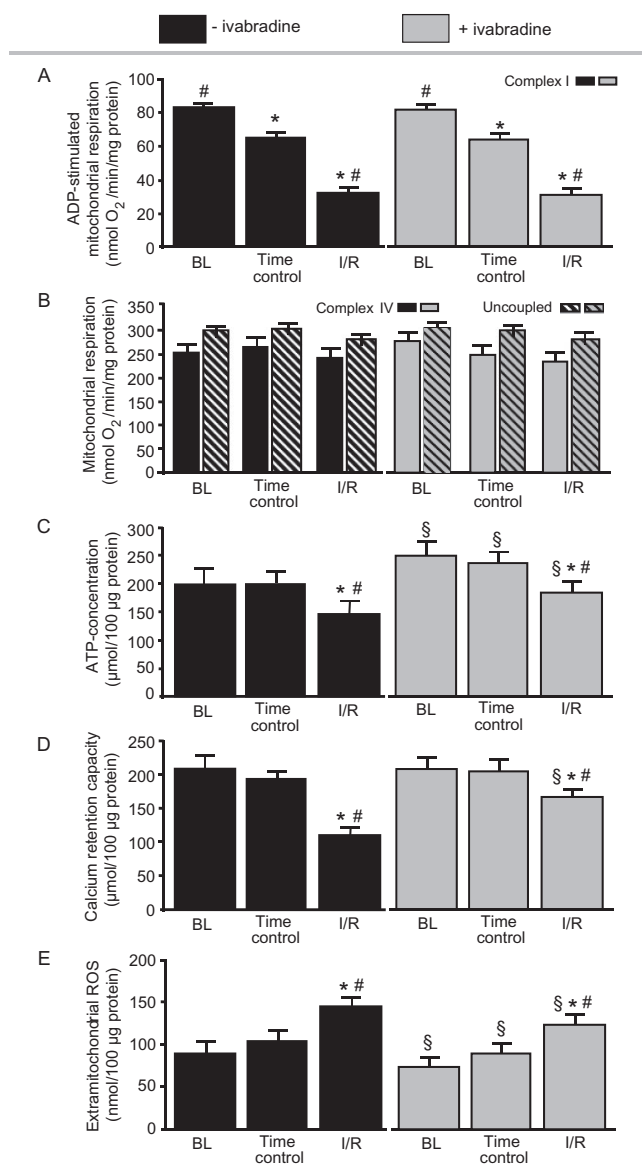 - ivabradine
+ ivabradine
A
ADP-stimulated
mitochondrial respiration
(nmol O2 /min/mg protein)
100
80
60
40
20
0
Complex I
#
*
* #
#
*
* #
BL
Time
control
I/R
BL
Time
control
I/R
B
Mitochondrial respiration
(nmol O2 /min/mg protein)
350
300
250
200
150
100
50
0
Complex IV
Uncoupled
BL
Time
control
I/R
BL
Time
control
I/R
C
ATP-concentration
(µmol/100 µg protein)
300
250
200
150
100
50
0
* #
§
§
§ * #
BL
Time
control
I/R
BL
Time
control
I/R
D
Calcium retention capacity
(µmol/100 µg protein)
250
200
150
100
50
0
* #
§ * #
BL
Time
control
I/R
BL
Time
control
I/R
E
Extramitochondrial ROS
(nmol/100 µg protein)
200
150
100
50
0
* #
§
§
§ * #
BL
Time
control
I/R
BL
Time
control
I/R